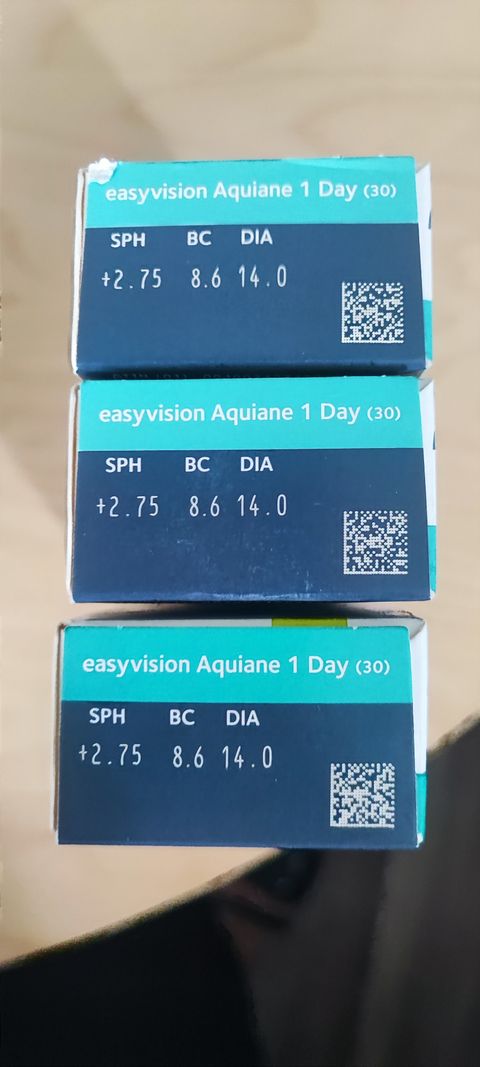 easyvision Aquiane 1 Day (30)
SPH BC DIA
+2.75 8.6 14.0
easyvision Aquiane 1 Day (30)
SPH BC DIA
+2.75 8.6 14.0
easyvision Aquiane 1 Day (30)
SPH BC DIA
+2.75 8.6 14.0